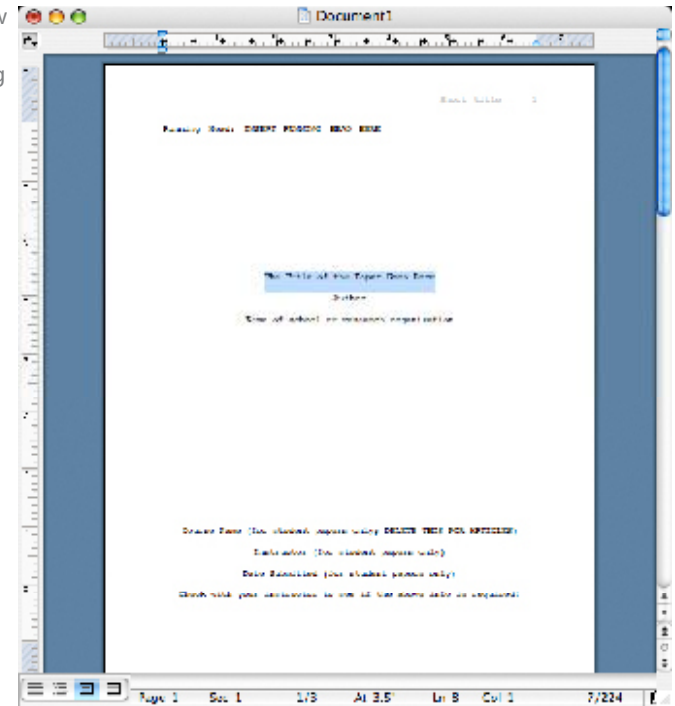 w
g
Document1
Short Title 1
Running Head: INSERT RUNNING HEAD HERE
The Title of the Paper Goes Here
Author
Name of school or research organization
Course Name (for student papers only; DELETE THIS FOR ARTICLES)
Instructor (for student papers only)
Date Submitted (for student papers only)
Check with your instructor to see if the above info is required!
Page 1 Sec 1 1/3 At 3.5" Ln 8 Col 1 7/224